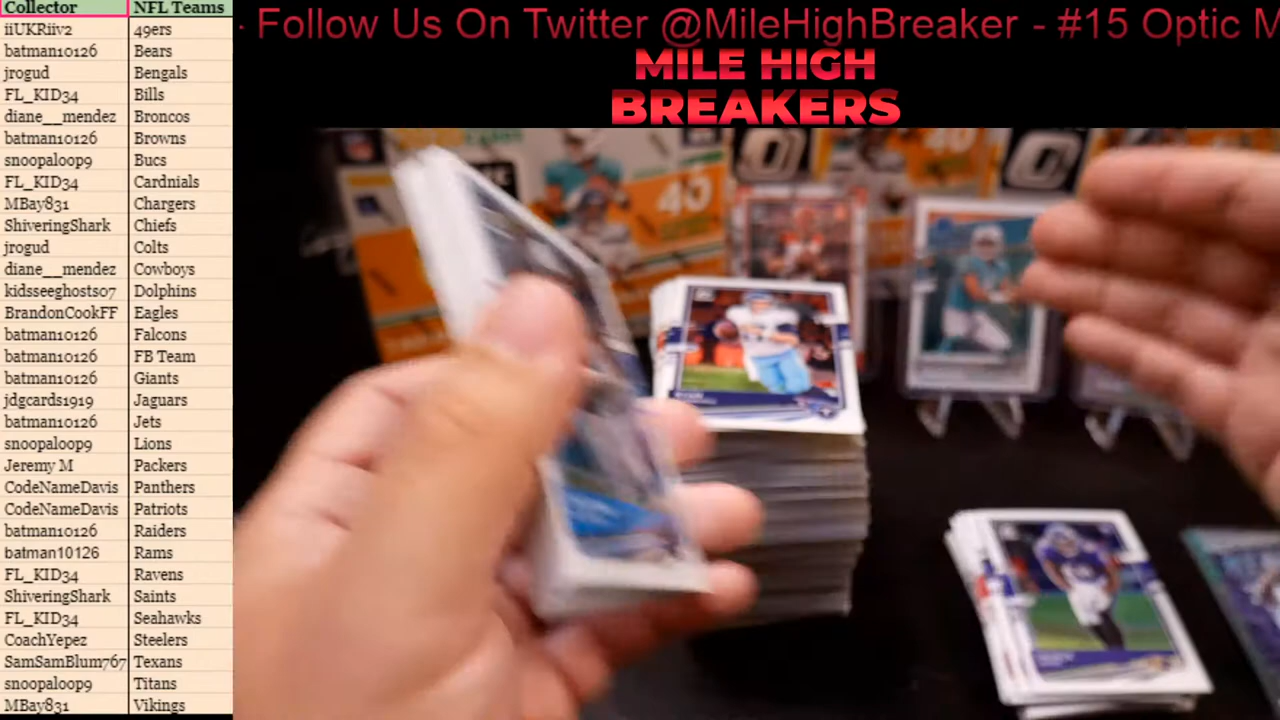 Collector NFL Teams
iiUKRiiv2 49ers
batman10126 Bears
jrogud Bengals
FL_KID34 Bills
diane__mendez Broncos
batman10126 Browns
snoopaloop9 Bucs
FL_KID34 Cardnials
MBay831 Chargers
ShiveringShark Chiefs
jrogud Colts
diane__mendez Cowboys
kidsseeghosts07 Dolphins
BrandonCookFF Eagles
batman10126 Falcons
batman10126 FB Team
batman10126 Giants
jdgcards1919 Jaguars
batman10126 Jets
snoopaloop9 Lions
Jeremy M Packers
CodeNameDavis Panthers
CodeNameDavis Patriots
batman10126 Raiders
batman10126 Rams
FL_KID34 Ravens
ShiveringShark Saints
FL_KID34 Seahawks
CoachYepez Steelers
SamSamBlum767 Texans
snoopaloop9 Titans
MBay831 Vikings
· Follow Us On Twitter @MileHighBreaker - #15 Optic M
MILE HIGH
BREAKERS
40
40